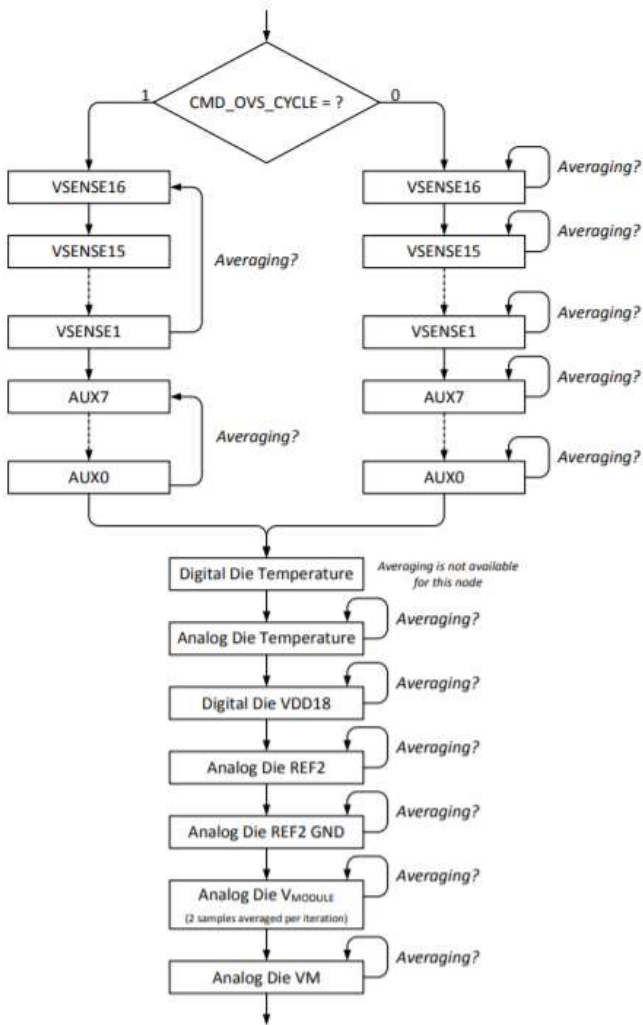 CMD_OVS_CYCLE = ?
1
0
VSENSE16
VSENSE15
VSENSE1
Averaging?
AUX7
AUX0
Averaging?
VSENSE16
Averaging?
VSENSE15
Averaging?
VSENSE1
Averaging?
AUX7
Averaging?
AUX0
Averaging?
Digital Die Temperature
Averaging is not available
for this node
Analog Die Temperature
Averaging?
Digital Die VDD18
Averaging?
Analog Die REF2
Averaging?
Analog Die REF2 GND
Averaging?
Analog Die VMODULE
(2 samples averaged per iteration)
Averaging?
Analog Die VM
Averaging?